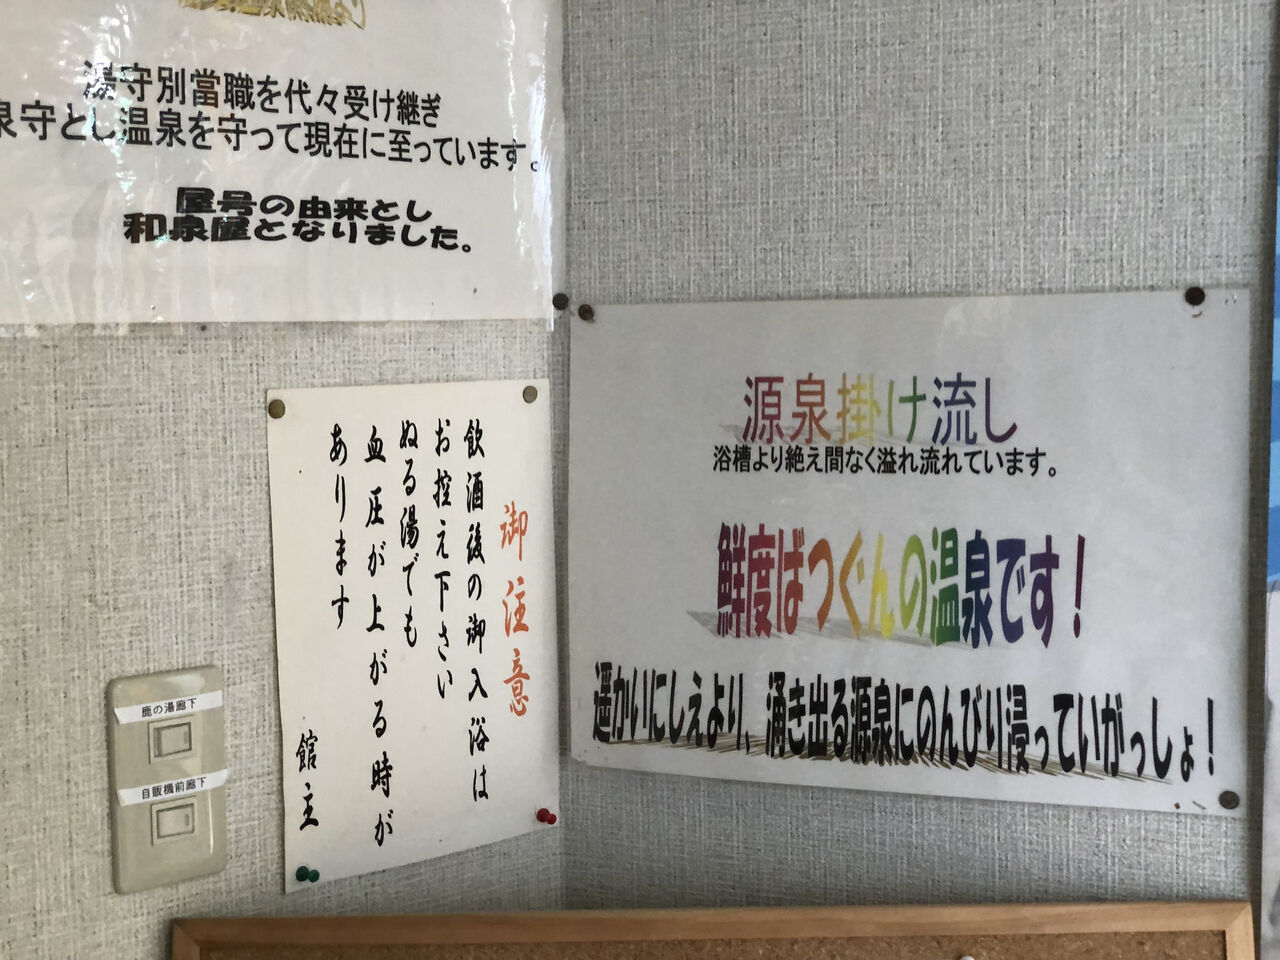 湯守別當職を代々受け継ぎ
泉守とし温泉を守って現在に至っています。
屋号の由来とし
和泉屋となりました。
御注意
飲酒後の御入浴は
お控え下さい
ぬる湯でも
血圧が上がる時が
あります
館主
鹿の湯廊下
自販機前廊下
源泉掛け流し
浴槽より絶え間なく溢れ流れています。
鮮度ばつぐんの温泉です！
遥かいにしえより、湧き出る源泉にのんびり浸っていがっしょ！